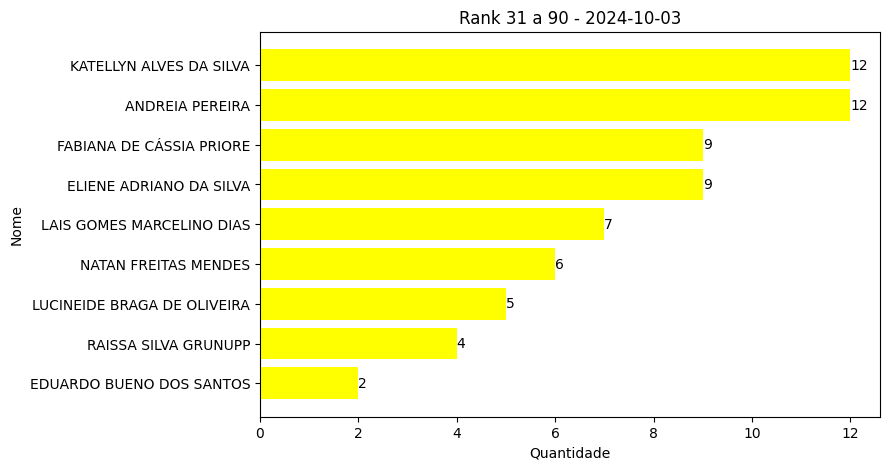 Rank 31 a 90 - 2024-10-03
Nome
KATELLYN ALVES DA SILVA 12
ANDREIA PEREIRA 12
FABIANA DE CÁSSIA PRIORE 9
ELIENE ADRIANO DA SILVA 9
LAIS GOMES MARCELINO DIAS 7
NATAN FREITAS MENDES 6
LUCINEIDE BRAGA DE OLIVEIRA 5
RAISSA SILVA GRUNUPP 4
EDUARDO BUENO DOS SANTOS 2
0 2 4 6 8 10 12
Quantidade